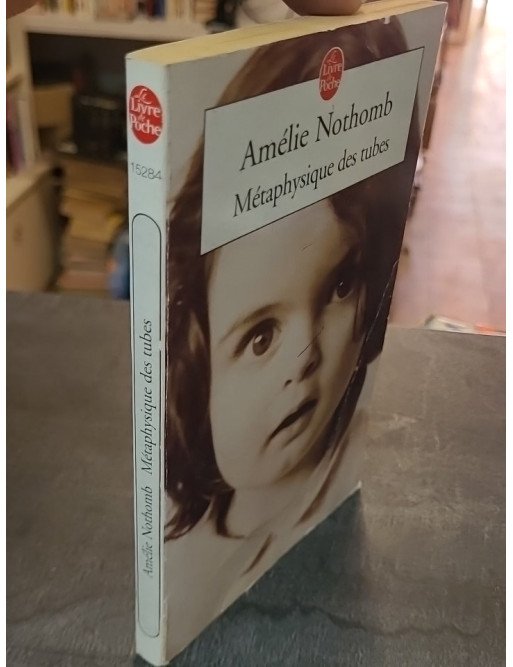 Le
Livre
de
Poche
15284
Amélie Nothomb Métaphysique des tubes
Le
Livre
de
Poche
Amélie Nothomb
Métaphysique des tubes